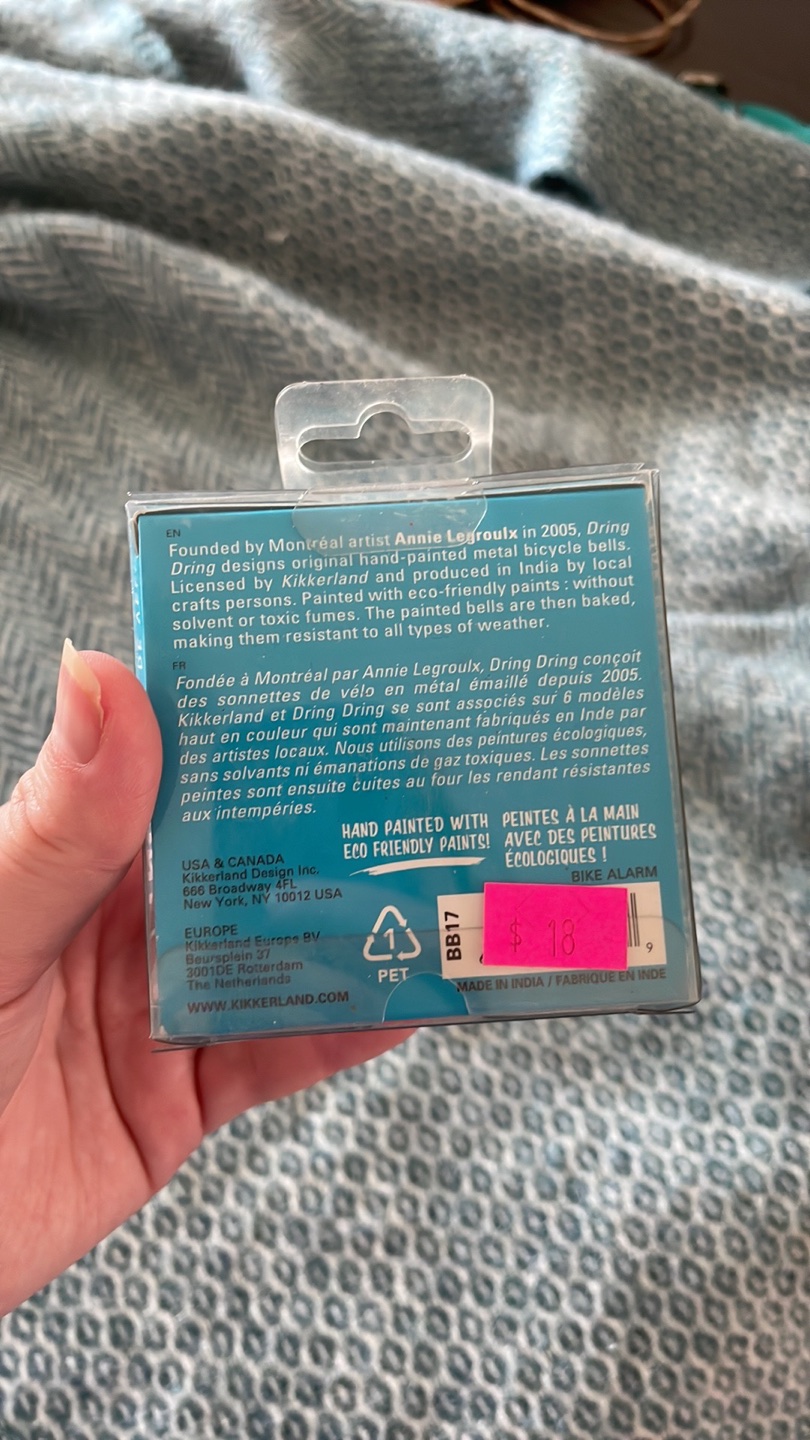 EN
Founded by Montréal artist Annie Legroulx in 2005, Dring
Dring designs original hand-painted metal bicycle bells.
Licensed by Kikkerland and produced in India by local
crafts persons. Painted with eco-friendly paints : without
solvent or toxic fumes. The painted bells are then baked,
making them resistant to all types of weather.
FR
Fondée à Montréal par Annie Legroulx, Dring Dring conçoit
des sonnettes de vélo en métal émaillé depuis 2005.
Kikkerland et Dring Dring se sont associés sur 6 modèles
haut en couleur qui sont maintenant fabriqués en Inde par
des artistes locaux. Nous utilisons des peintures écologiques,
sans solvants ni émanations de gaz toxiques. Les sonnettes
peintes sont ensuite cuites au four les rendant résistantes
aux intempéries.
HAND PAINTED WITH
ECO FRIENDLY PAINTS!
PEINTES À LA MAIN
AVEC DES PEINTURES
ÉCOLOGIQUES !
USA & CANADA
Kikkerland Design Inc.
666 Broadway 4FL
New York, NY 10012 USA
EUROPE
Kikkerland Europe BV
Beursplein 37
3001DE Rotterdam
The Netherlands
WWW.KIKKERLAND.COM
1
PET
BIKE ALARM
BB17
$ 18
9
MADE IN INDIA / FABRIQUE EN INDE